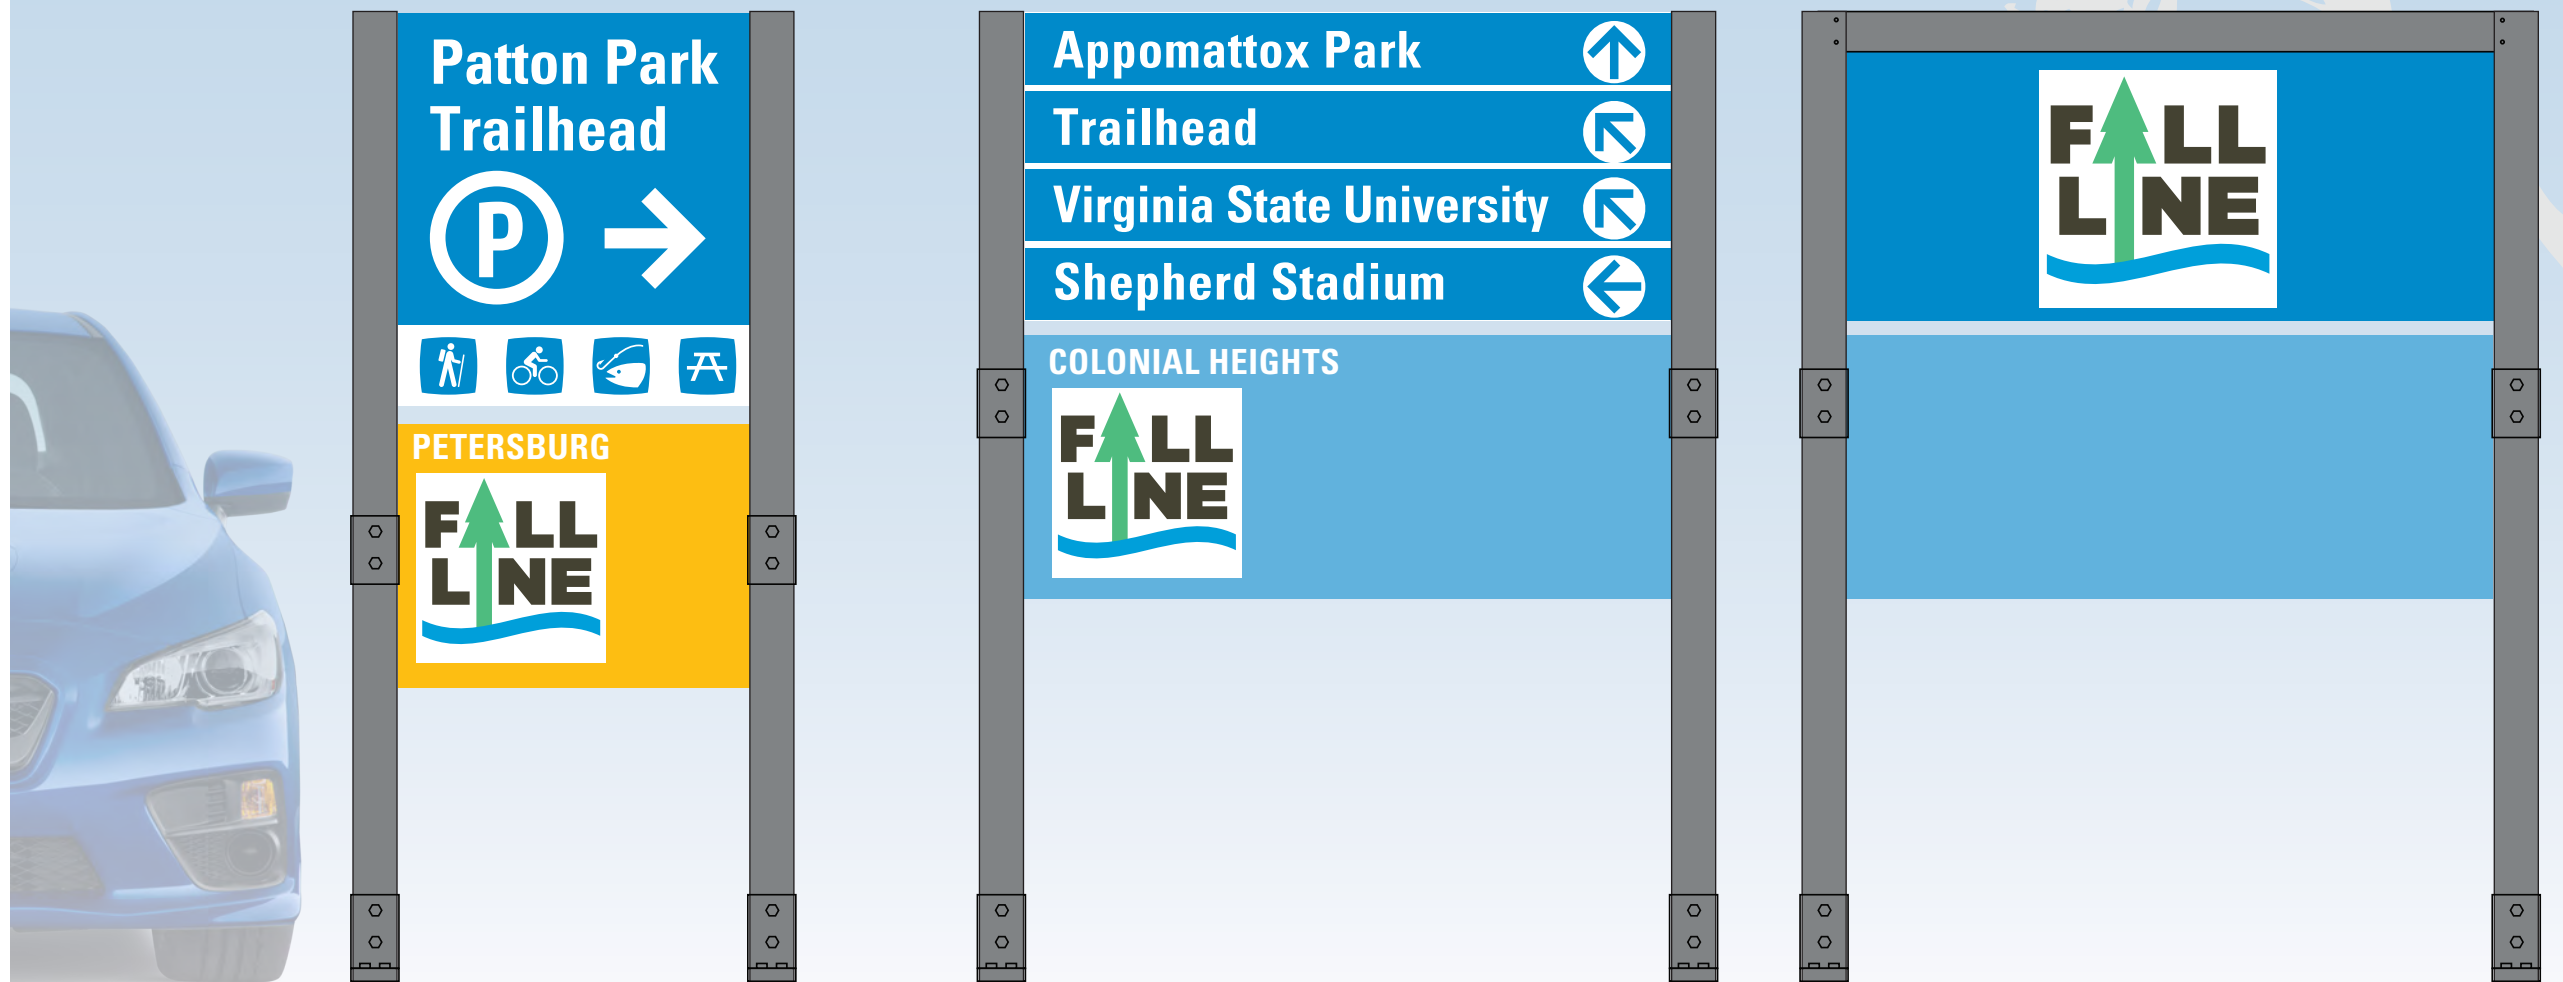 Patton Park
Trailhead
P
PETERSBURG
FALL
LINE
Appomattox Park
Trailhead
Virginia State University
Shepherd Stadium
COLONIAL HEIGHTS
FALL
LINE
FALL
LINE